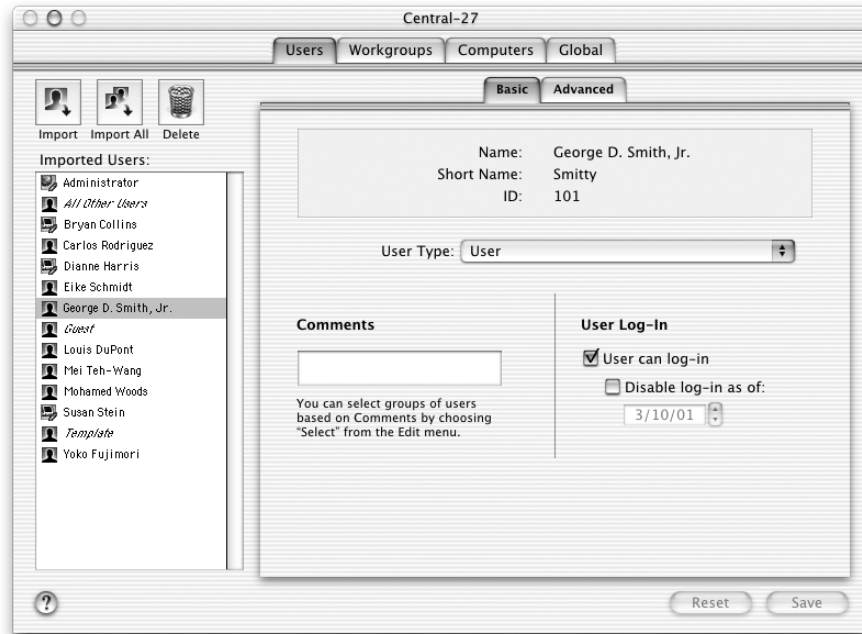 Central-27
Users Workgroups Computers Global
Import Import All Delete
Imported Users:
Administrator
All Other Users
Bryan Collins
Carlos Rodriguez
Dianne Harris
Eike Schmidt
George D. Smith, Jr.
Guest
Louis DuPont
Mei Teh-Wang
Mohamed Woods
Susan Stein
Template
Yoko Fujimori
Basic Advanced
Name: George D. Smith, Jr.
Short Name: Smitty
ID: 101
User Type: User
Comments
You can select groups of users
based on Comments by choosing
“Select” from the Edit menu.
User Log-In
User can log-in
Disable log-in as of:
3/10/01
?
Reset Save